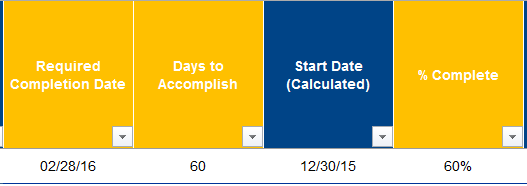 Required
Completion Date
Days to
Accomplish
Start Date
(Calculated)
% Complete
02/28/16
60
12/30/15
60%